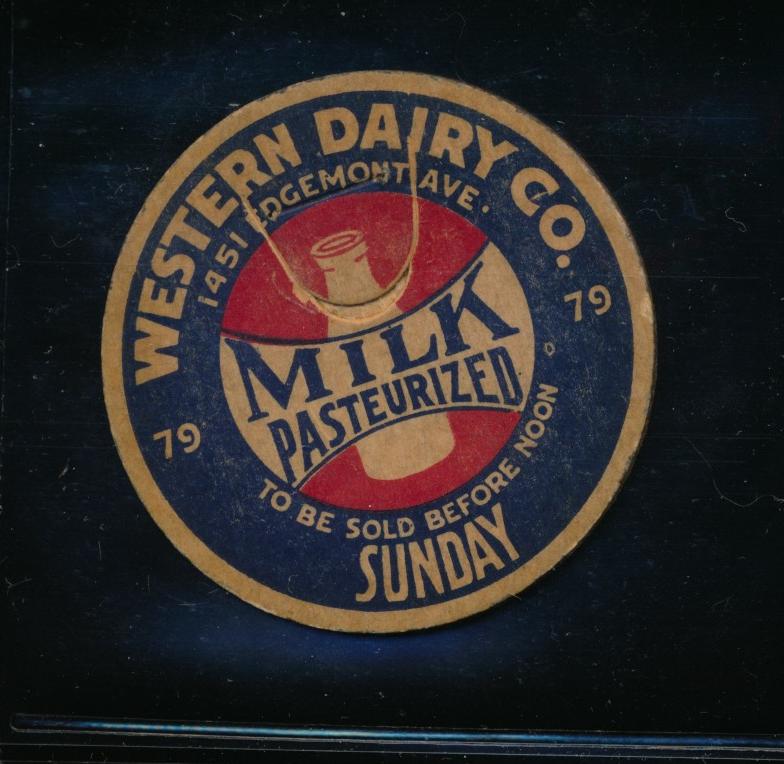 WESTERN DAIRY CO.
1451 EDGEMONT AVE.
79
79
MILK
PASTEURIZED
TO BE SOLD BEFORE NOON
SUNDAY